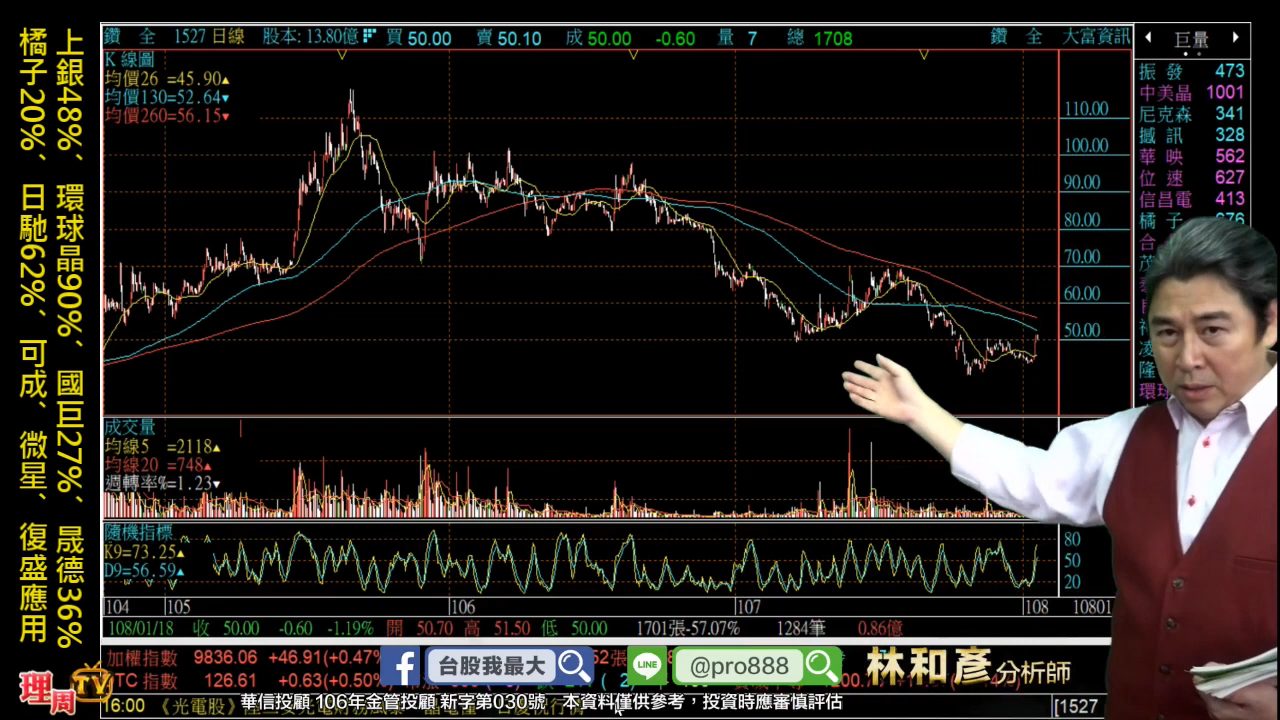 上銀48%、環球晶90%、國巨27%、晟德36%
橘子20%、日馳62%、可成、微星、復盛應用
鑽 全 1527 日線 股本: 13.80億 買 50.00 賣 50.10 成 50.00 -0.60 量 7 總 1708 鑽 全 大富資訊
K 線圖
均價26 =45.90▲
均價130=52.64▼
均價260=56.15▼
110.00
100.00
90.00
80.00
70.00
60.00
50.00
巨量
振 發 473
中美晶 1001
尼克森 341
撼 訊 328
華 映 562
位 速 627
信昌電 413
橘 子
合
茂
神
凌
隆
環球
成交量
均線5 =2118▲
均線20 =748▲
週轉率%=1.23▼
隨機指標
K9=73.25▲
D9=56.59▲
80
50
20
104 105 106 107 108 10801
108/01/18 收 50.00 -0.60 -1.19% 開 50.70 高 51.50 低 50.00 1701張-57.07% 1284筆 0.86億
加權指數 9836.06 +46.91(+0.47%
OTC 指數 126.61 +0.63(+0.50%
台股我最大
LINE
@pro888
林和彥分析師
理周TV
16:00 《光電股》
[1527
華信投顧 106年金管投顧 新字第030號 本資料僅供參考，投資時應審慎評估